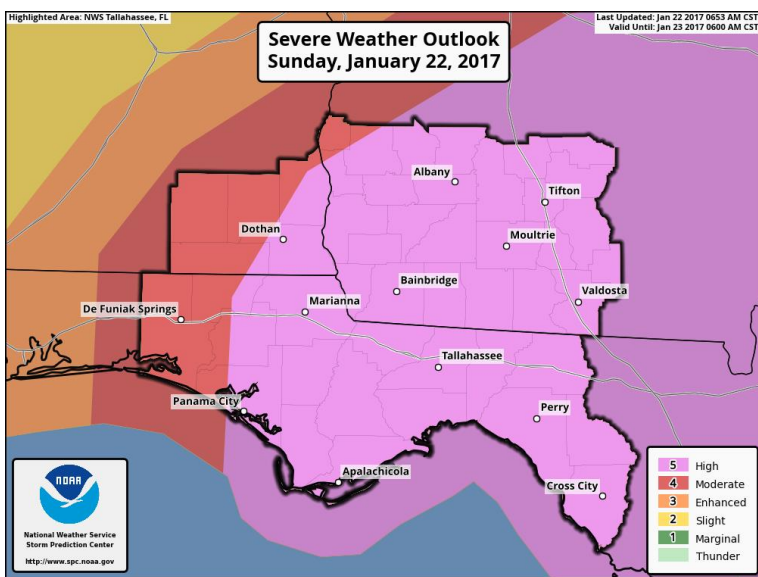 Highlighted Area: NWS Tallahassee, FL
Last Updated: Jan 22 2017 0653 AM CST
Valid Until: Jan 23 2017 0600 AM CST
Severe Weather Outlook
Sunday, January 22, 2017
Albany
Tifton
Dothan
Moultrie
Bainbridge
Valdosta
De Funiak Springs
Marianna
Tallahassee
Panama City
Perry
Apalachicola
Cross City
5 High
4 Moderate
3 Enhanced
2 Slight
1 Marginal
Thunder
NOAA
National Weather Service
Storm Prediction Center
http://www.spc.noaa.gov